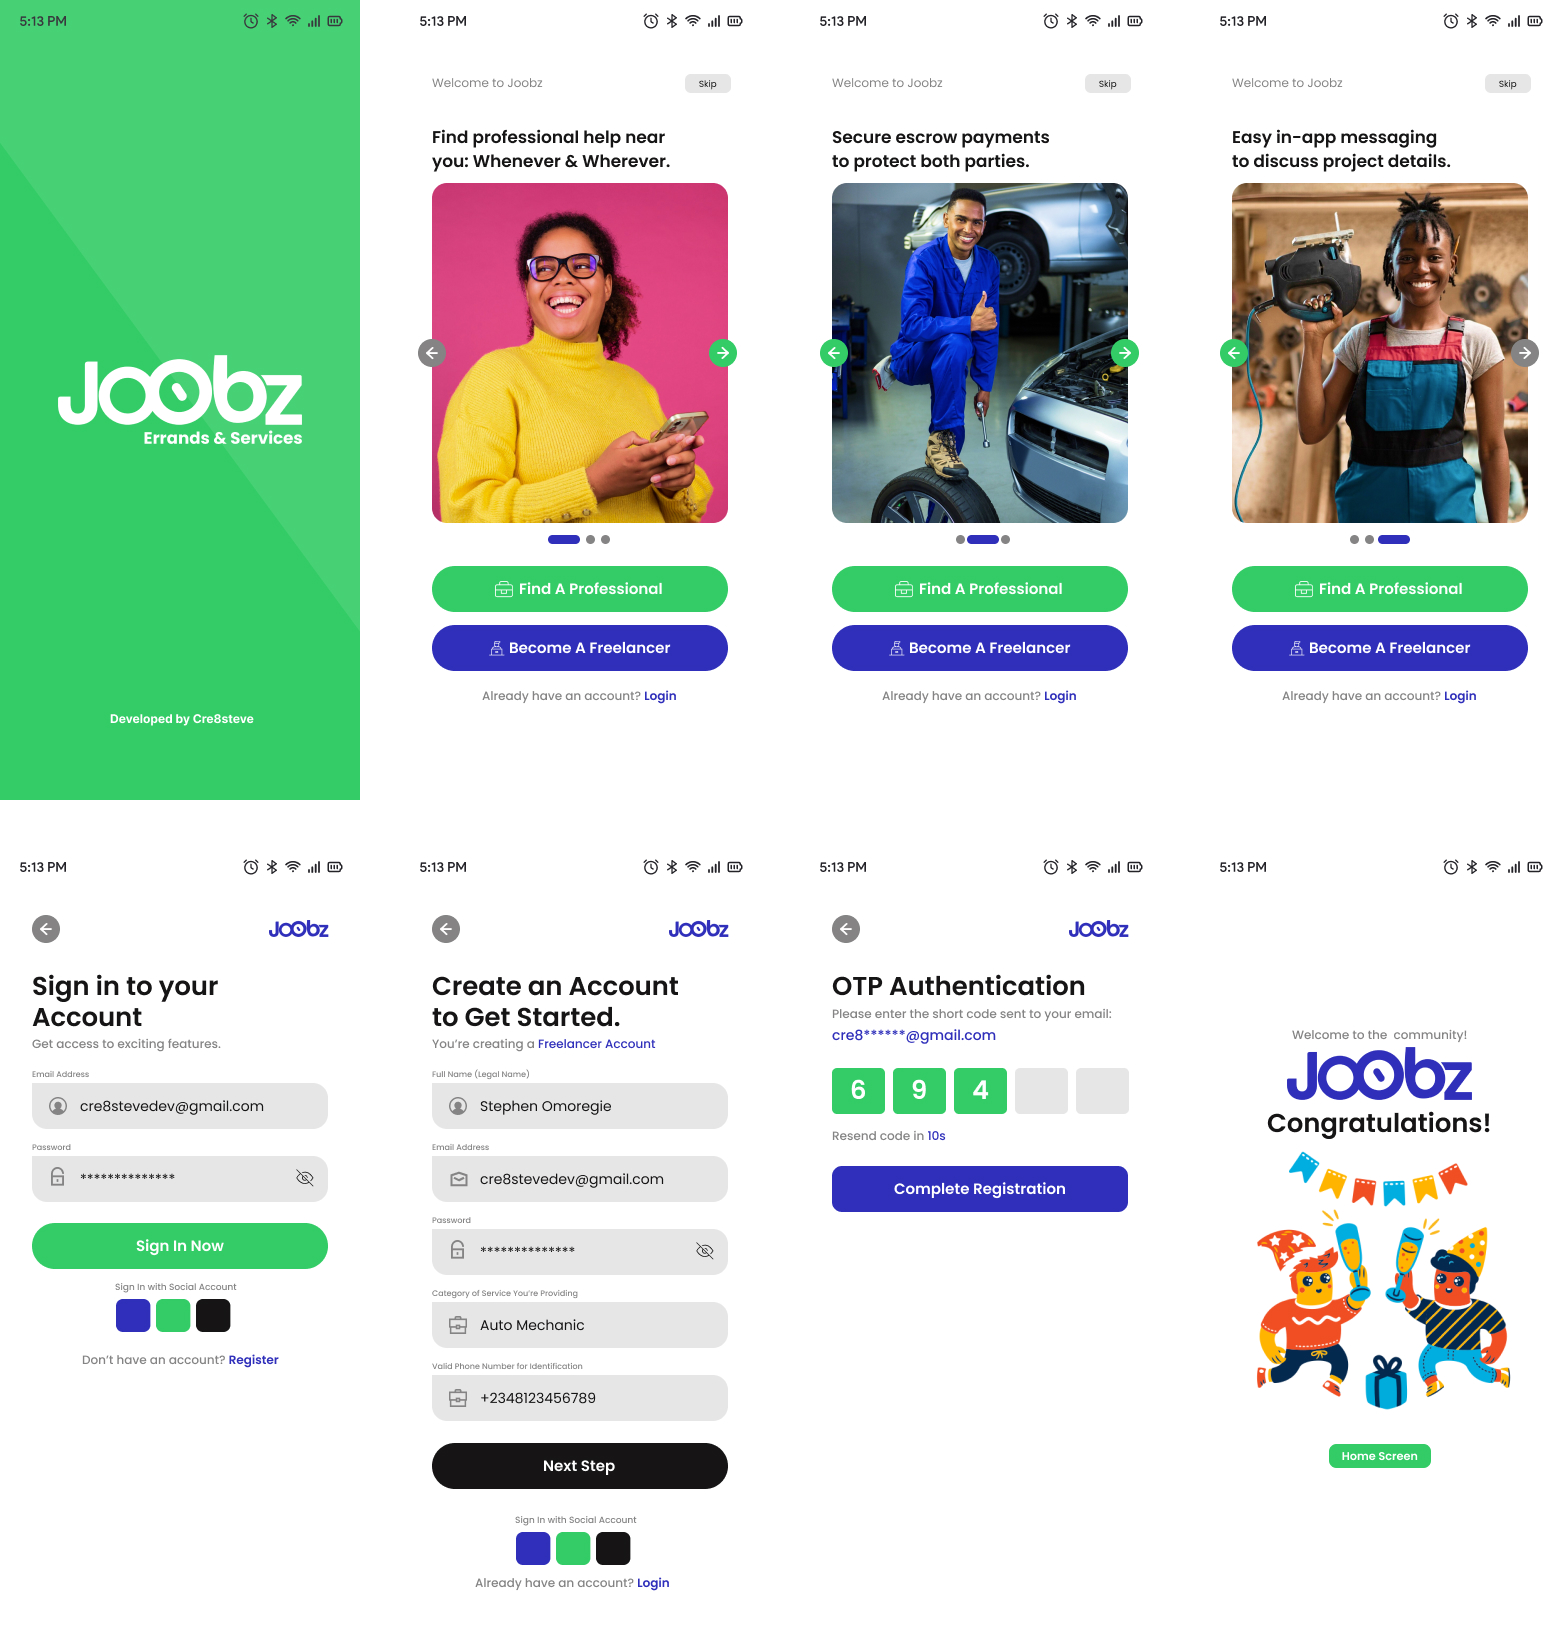 5:13 PM
Joobz
Errands & Services
Developed by Cre8steve
5:13 PM
Welcome to Joobz
Skip
Find professional help near
you: Whenever & Wherever.
Find A Professional
Become A Freelancer
Already have an account? Login
5:13 PM
Welcome to Joobz
Skip
Secure escrow payments
to protect both parties.
Find A Professional
Become A Freelancer
Already have an account? Login
5:13 PM
Welcome to Joobz
Skip
Easy in-app messaging
to discuss project details.
Find A Professional
Become A Freelancer
Already have an account? Login
5:13 PM
Joobz
Sign in to your
Account
Get access to exciting features.
Email Address
cre8stevedev@gmail.com
Password
**************
Sign In Now
Sign In with Social Account
Don't have an account? Register
5:13 PM
Joobz
Create an Account
to Get Started.
You're creating a Freelancer Account
Full Name (Legal Name)
Stephen Omoregie
Email Address
cre8stevedev@gmail.com
Password
**************
Category of Service You're Providing
Auto Mechanic
Valid Phone Number for Identification
+2348123456789
Next Step
Sign In with Social Account
Already have an account? Login
5:13 PM
Joobz
OTP Authentication
Please enter the short code sent to your email:
cre8******@gmail.com
6 9 4
Resend code in 10s
Complete Registration
5:13 PM
Welcome to the community!
Joobz
Congratulations!
Home Screen